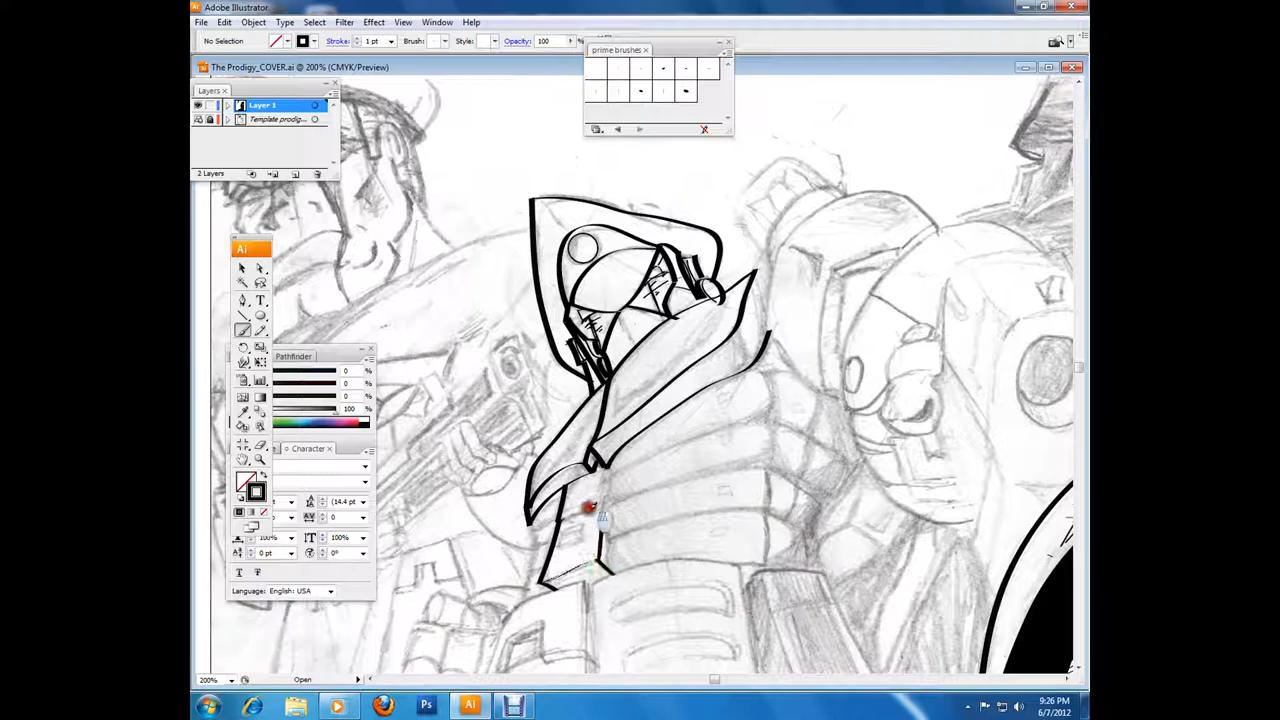 Adobe Illustrator
File Edit Object Type Select Filter Effect View Window Help
No Selection Stroke: 1 pt Brush: Style: Opacity: 100 %
prime brushes x
The Prodigy_COVER.ai @ 200% (CMYK/Preview)
Layers x
Layer 1
Template prodig...
2 Layers
Ai
Pathfinder
0 %
0 %
0 %
100 %
Character x
(14.4 pt
0
100% 100%
0 pt 0°
T T
Language: English: USA
200% Open
Ps Ai
9:26 PM
6/7/2012